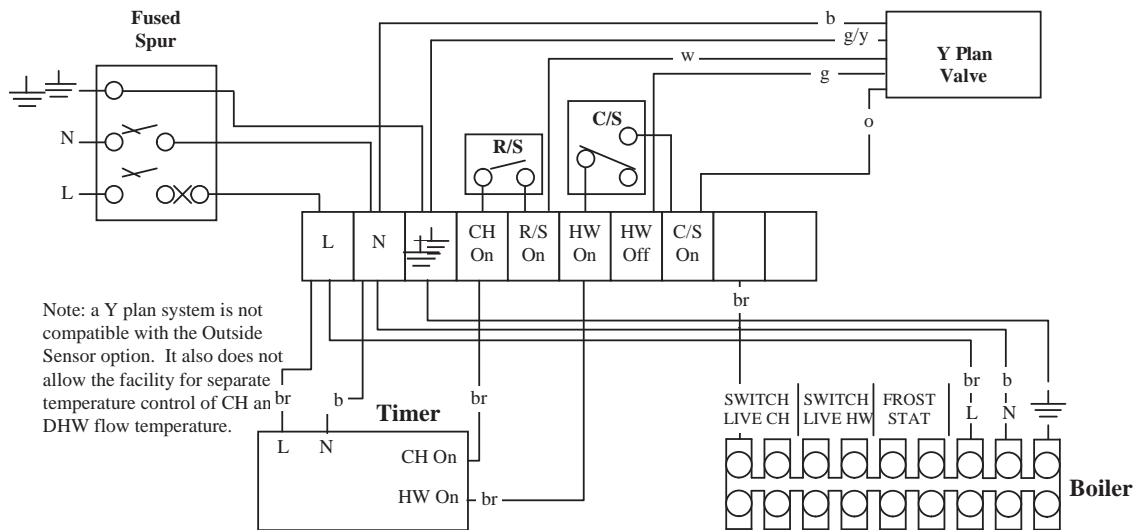 Fused
Spur
b
g/y
w
g
Y Plan
Valve
o
C/S
R/S
N
L
L
N
CH
On
R/S
On
HW
On
HW
Off
C/S
On
Note: a Y plan system is not
compatible with the Outside
Sensor option. It also does not
allow the facility for separate
temperature control of CH an
DHW flow temperature.
br
br
b
br
br
b
Timer
L
N
CH On
HW On
br
SWITCH
LIVE CH
SWITCH
LIVE HW
FROST
STAT
L
N
Boiler